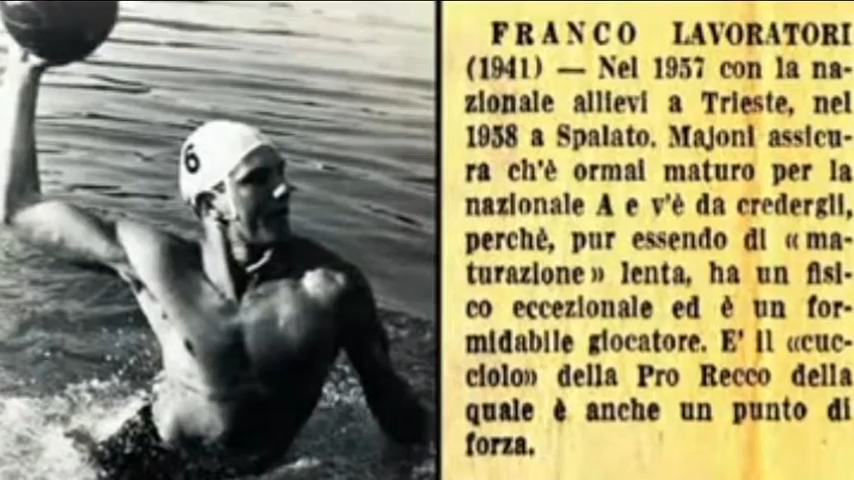 6
FRANCO LAVORATORI
(1941) — Nel 1957 con la na-
zionale allievi a Trieste, nel
1958 a Spalato. Majoni assicu-
ra ch'è ormai maturo per la
nazionale A e v'è da credergli,
perchè, pur essendo di «ma-
turazione» lenta, ha un fisi-
co eccezionale ed è un for-
midabile giocatore. E' il «cuc-
ciolo» della Pro Recco della
quale è anche un punto di
forza.